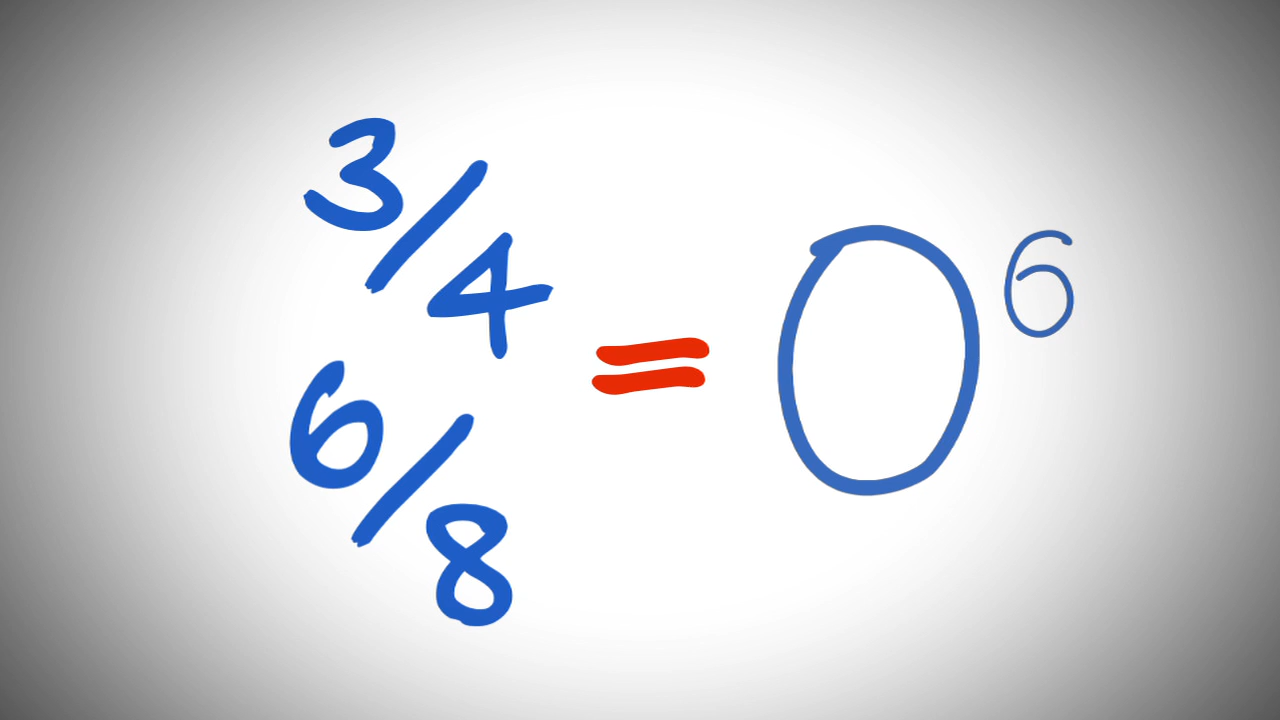 3/4
6/8
= O⁶